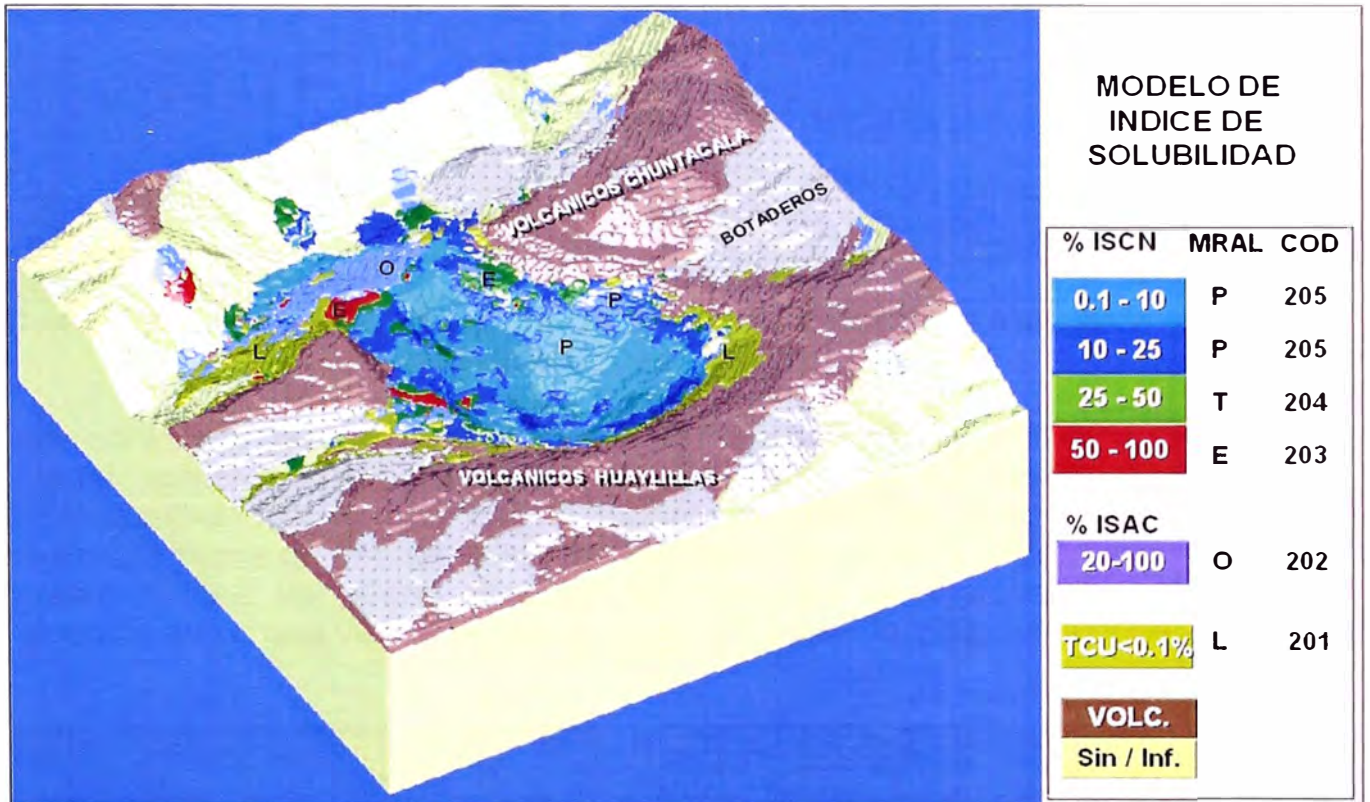 MODELO DE
INDICE DE
SOLUBILIDAD
% ISCN MRAL COD
0.1 - 10 P 205
10 - 25 P 205
25 - 50 T 204
50 - 100 E 203
% ISAC
20-100 O 202
TCU<0.1% L 201
VOLC.
Sin / Inf.
VOLCANICOS CHUNTACALA
BOTADEROS
O
E
P
E
L
P
L
VOLCANICOS HUAYLILLAS